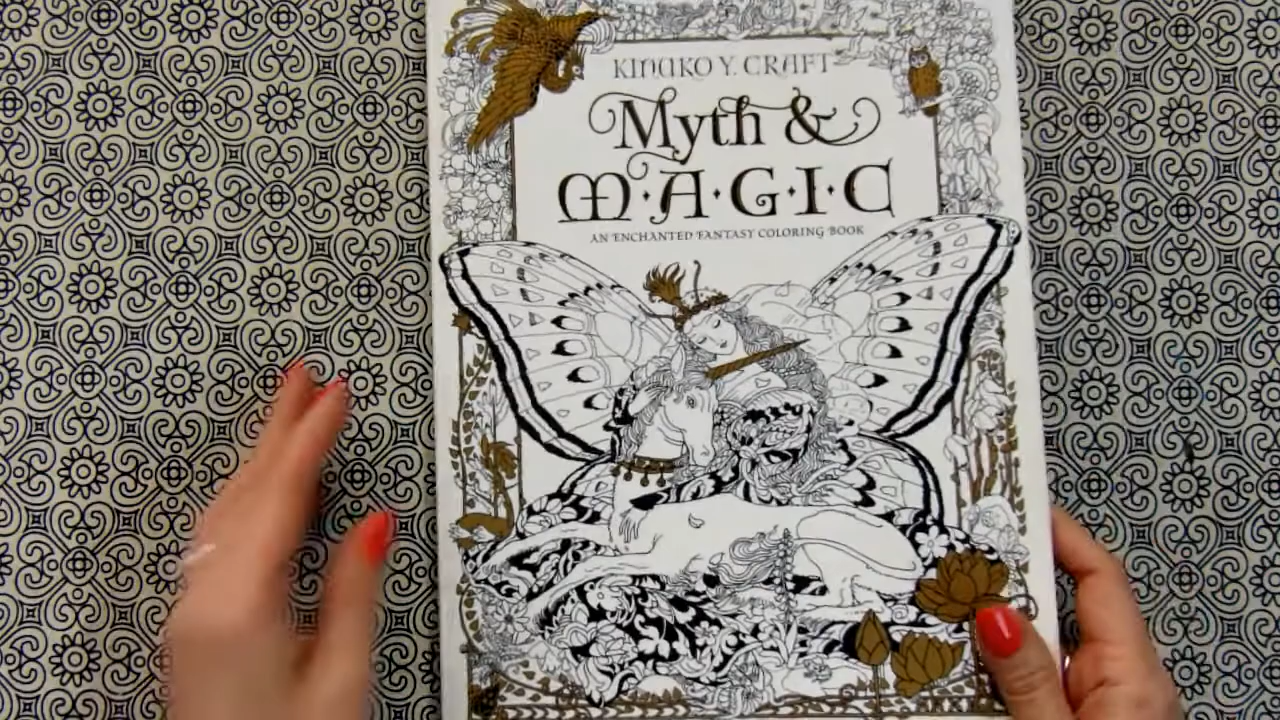 KINUKO Y. CRAFT
Myth &
M·A·G·I·C
AN ENCHANTED FANTASY COLORING BOOK